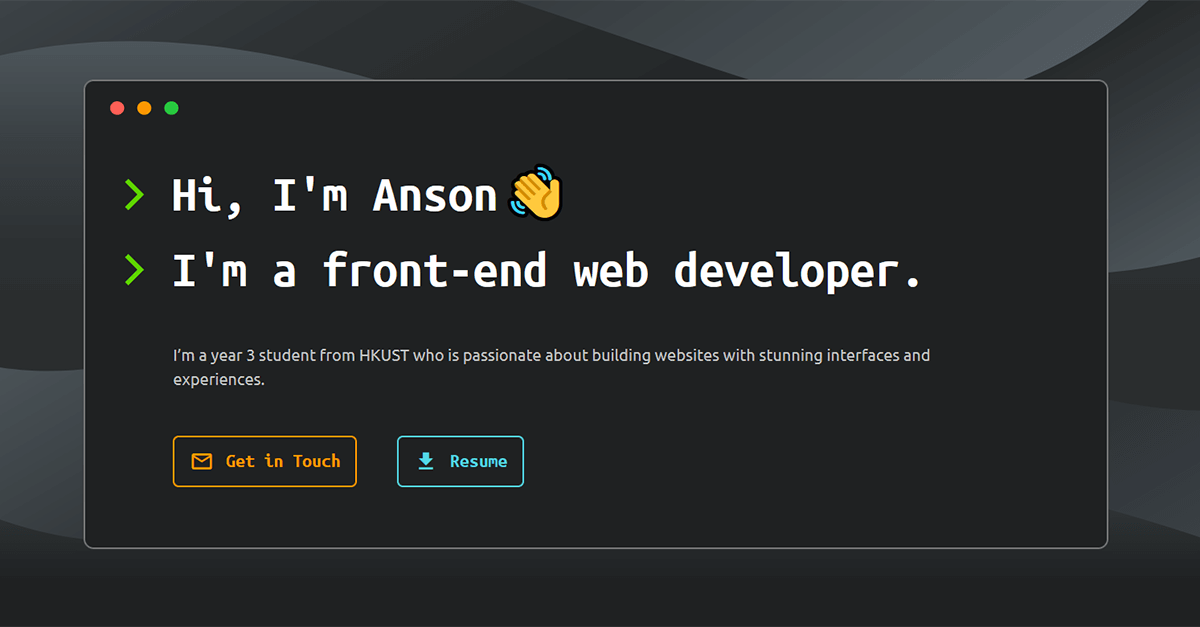 Hi, I'm Anson 👋
I'm a front-end web developer.
I’m a year 3 student from HKUST who is passionate about building websites with stunning interfaces and
experiences.
Get in Touch
Resume